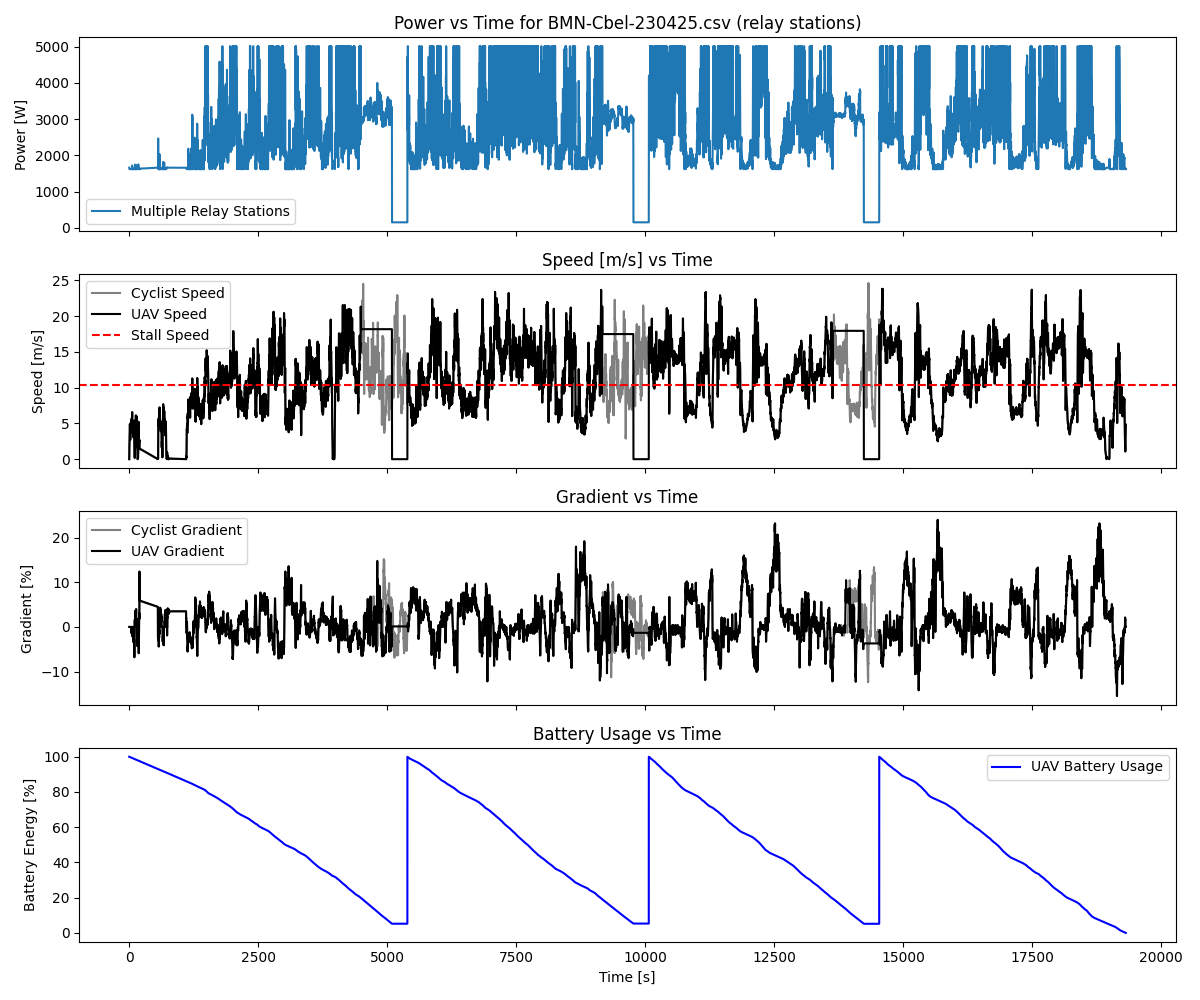 Power vs Time for BMN-Cbel-230425.csv (relay stations)
5000
4000
3000
2000
1000
0
Power [W]
Multiple Relay Stations
Speed [m/s] vs Time
25
20
15
10
5
0
Speed [m/s]
Cyclist Speed
UAV Speed
Stall Speed
Gradient vs Time
20
10
0
−10
Gradient [%]
Cyclist Gradient
UAV Gradient
Battery Usage vs Time
100
80
60
40
20
0
Battery Energy [%]
UAV Battery Usage
0 2500 5000 7500 10000 12500 15000 17500 20000
Time [s]